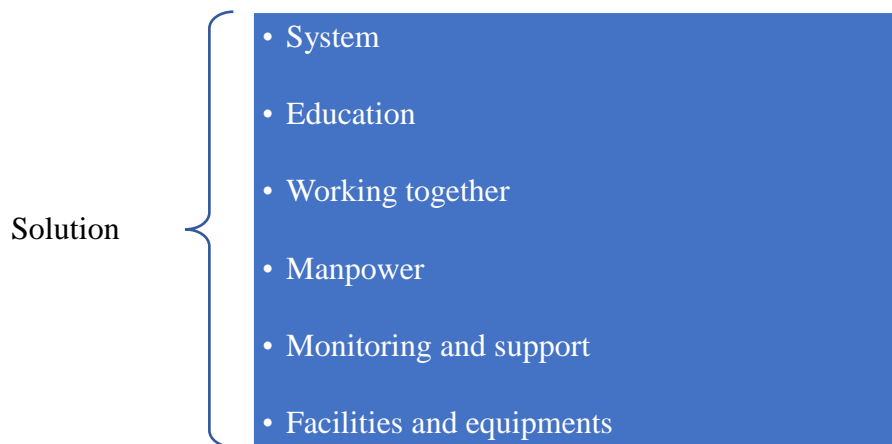 • System
• Education
• Working together
Solution
• Manpower
• Monitoring and support
• Facilities and equipments